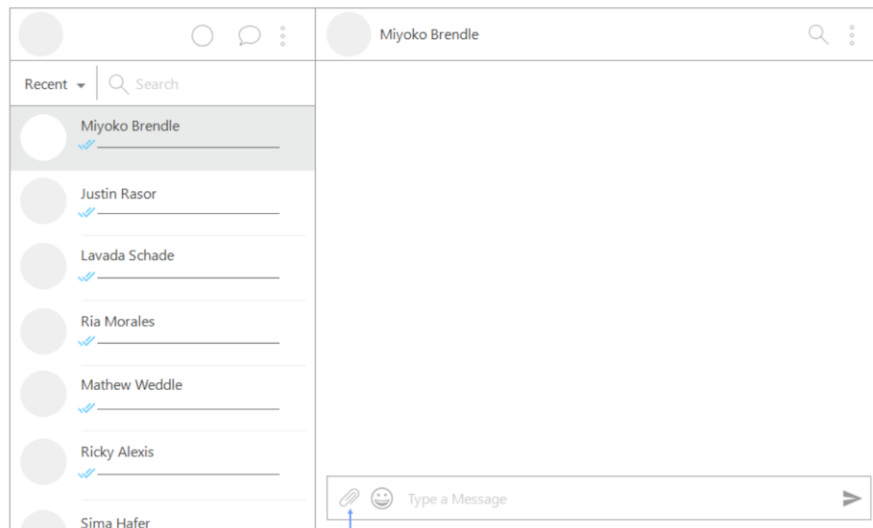 Miyoko Brendle
Recent
Search
Miyoko Brendle
Justin Rasor
Lavada Schade
Ria Morales
Mathew Weddle
Ricky Alexis
Sima Hafer
Type a Message